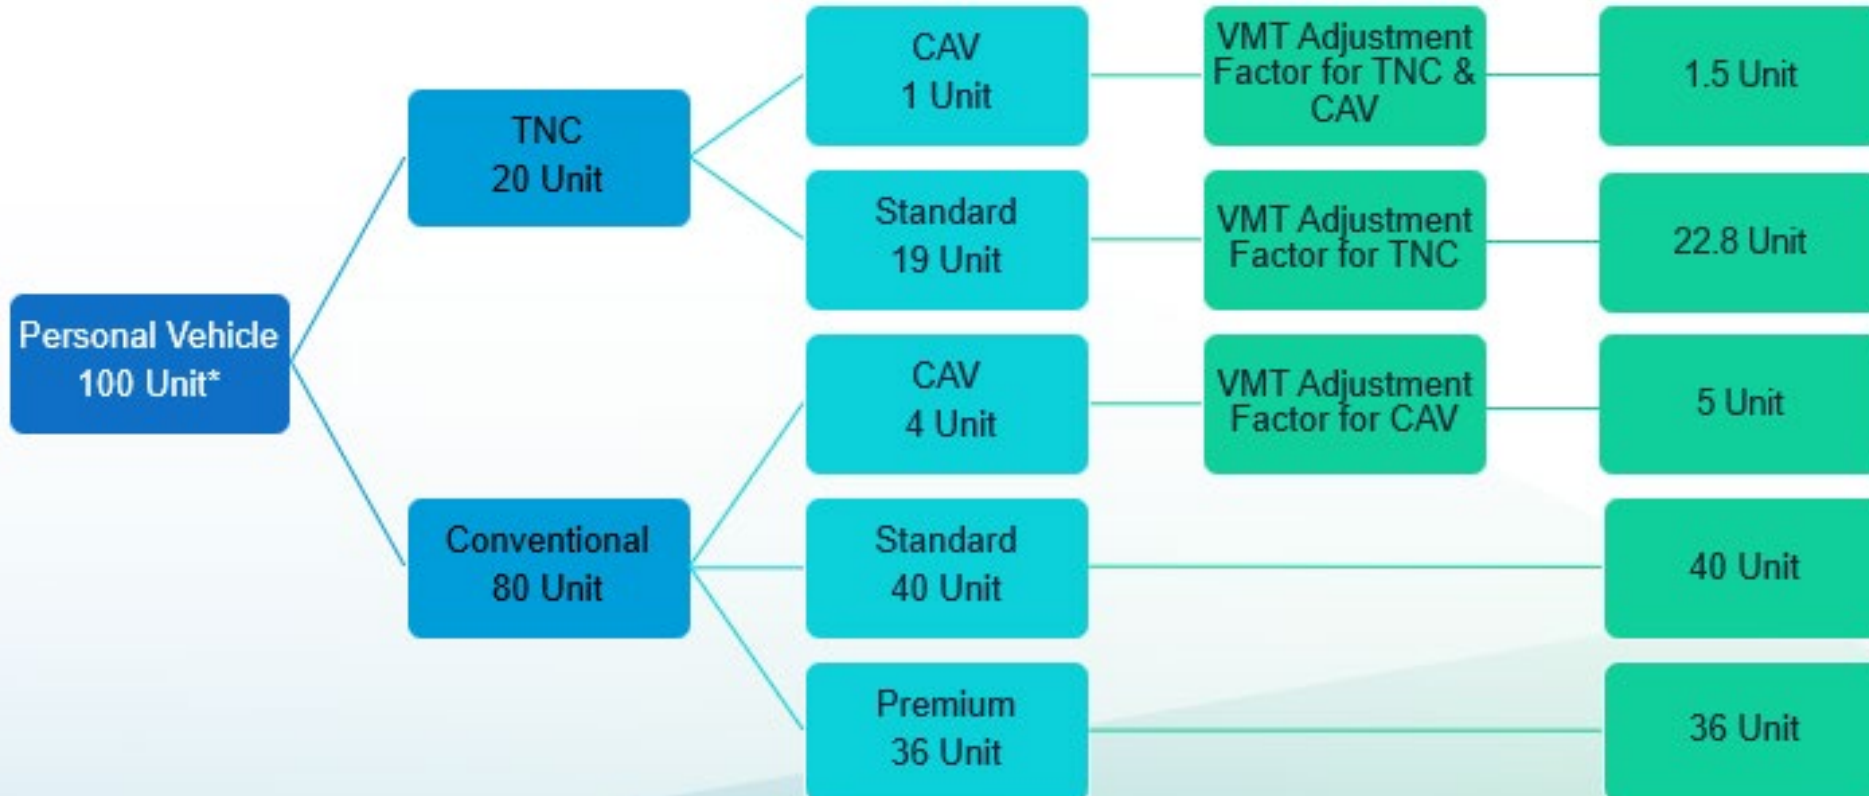 Personal Vehicle
100 Unit*
TNC
20 Unit
Conventional
80 Unit
CAV
1 Unit
Standard
19 Unit
CAV
4 Unit
Standard
40 Unit
Premium
36 Unit
VMT Adjustment
Factor for TNC &
CAV
VMT Adjustment
Factor for TNC
VMT Adjustment
Factor for CAV
1.5 Unit
22.8 Unit
5 Unit
40 Unit
36 Unit